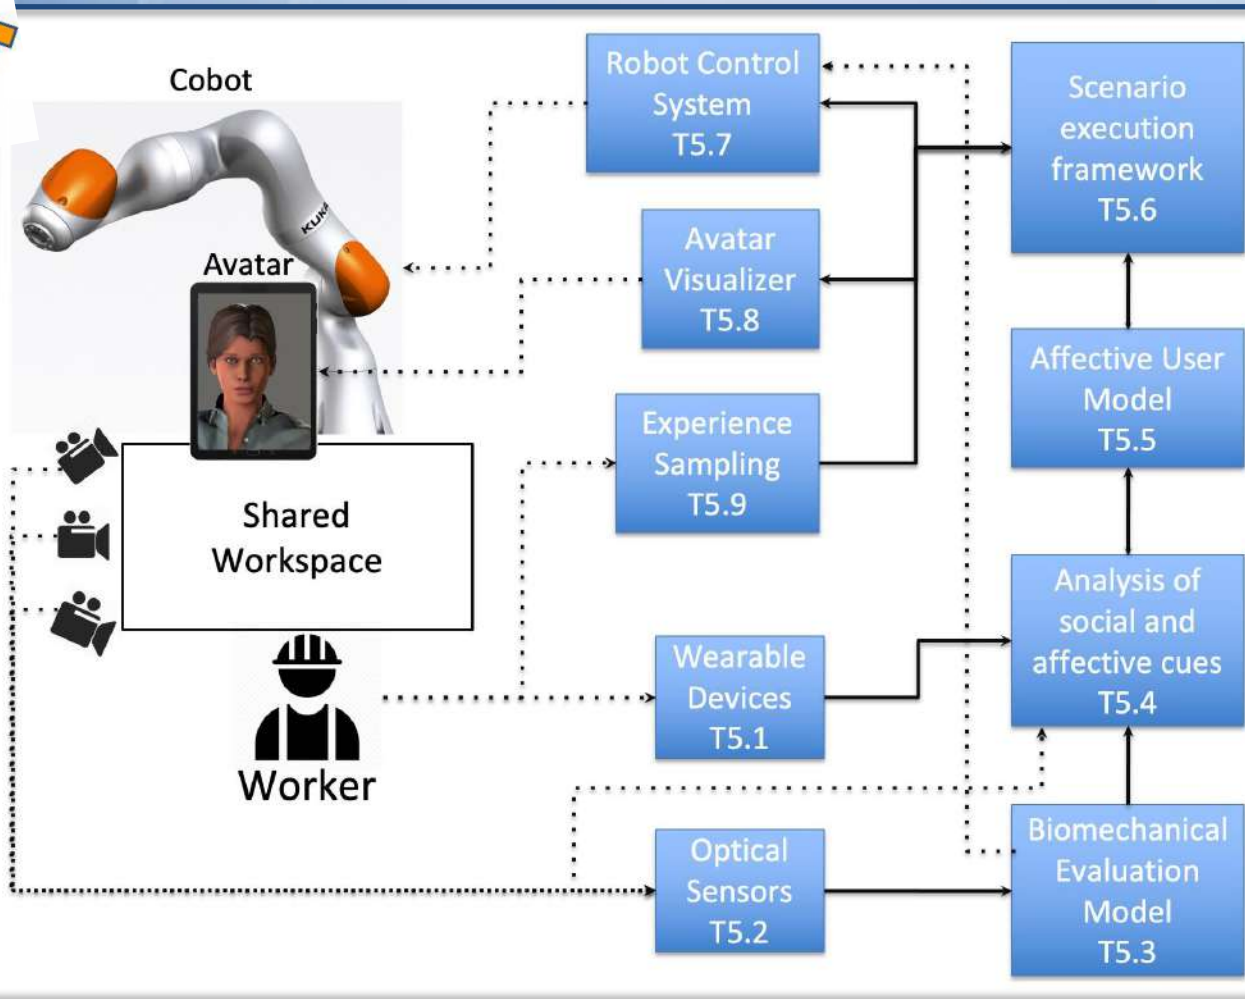 Cobot
KUKA
Avatar
Shared
Workspace
Worker
Robot Control
System
T5.7
Avatar
Visualizer
T5.8
Experience
Sampling
T5.9
Wearable
Devices
T5.1
Optical
Sensors
T5.2
Scenario
execution
framework
T5.6
Affective User
Model
T5.5
Analysis of
social and
affective cues
T5.4
Biomechanical
Evaluation
Model
T5.3